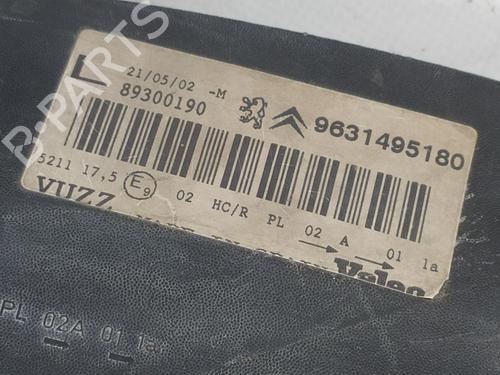 B-PARTS
21/05/02 -M
89300190
9631495180
5211 17,5 E9 02 HC/R PL 02 A 01 1a
VUZZ
Valeo
PL 02A 01 1a